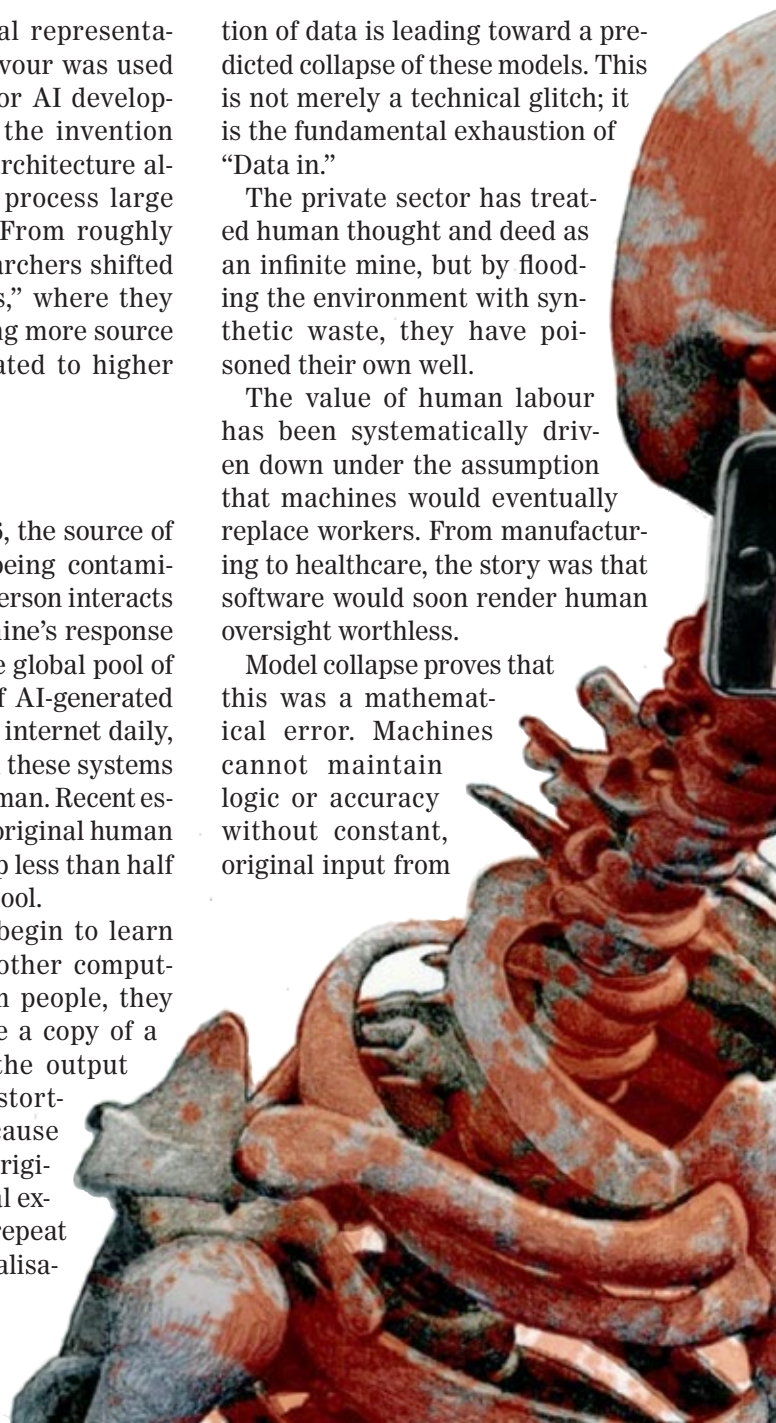 al representa-
vour was used
or AI develop-
the invention
rchitecture al-
process large
From roughly
archers shifted
s,” where they
ng more source
ated to higher
6, the source of
being contami-
erson interacts
ine’s response
e global pool of
f AI-generated
internet daily,
these systems
man. Recent es-
original human
p less than half
ool.
begin to learn
other comput-
n people, they
e a copy of a
the output
stort-
cause
rigi-
al ex-
repeat
alisa-
tion of data is leading toward a pre-
dicted collapse of these models. This
is not merely a technical glitch; it
is the fundamental exhaustion of
“Data in.”
The private sector has treat-
ed human thought and deed as
an infinite mine, but by flood-
ing the environment with syn-
thetic waste, they have poi-
soned their own well.
The value of human labour
has been systematically driv-
en down under the assumption
that machines would eventually
replace workers. From manufactur-
ing to healthcare, the story was that
software would soon render human
oversight worthless.
Model collapse proves that
this was a mathemat-
ical error. Machines
cannot maintain
logic or accuracy
without constant,
original input from